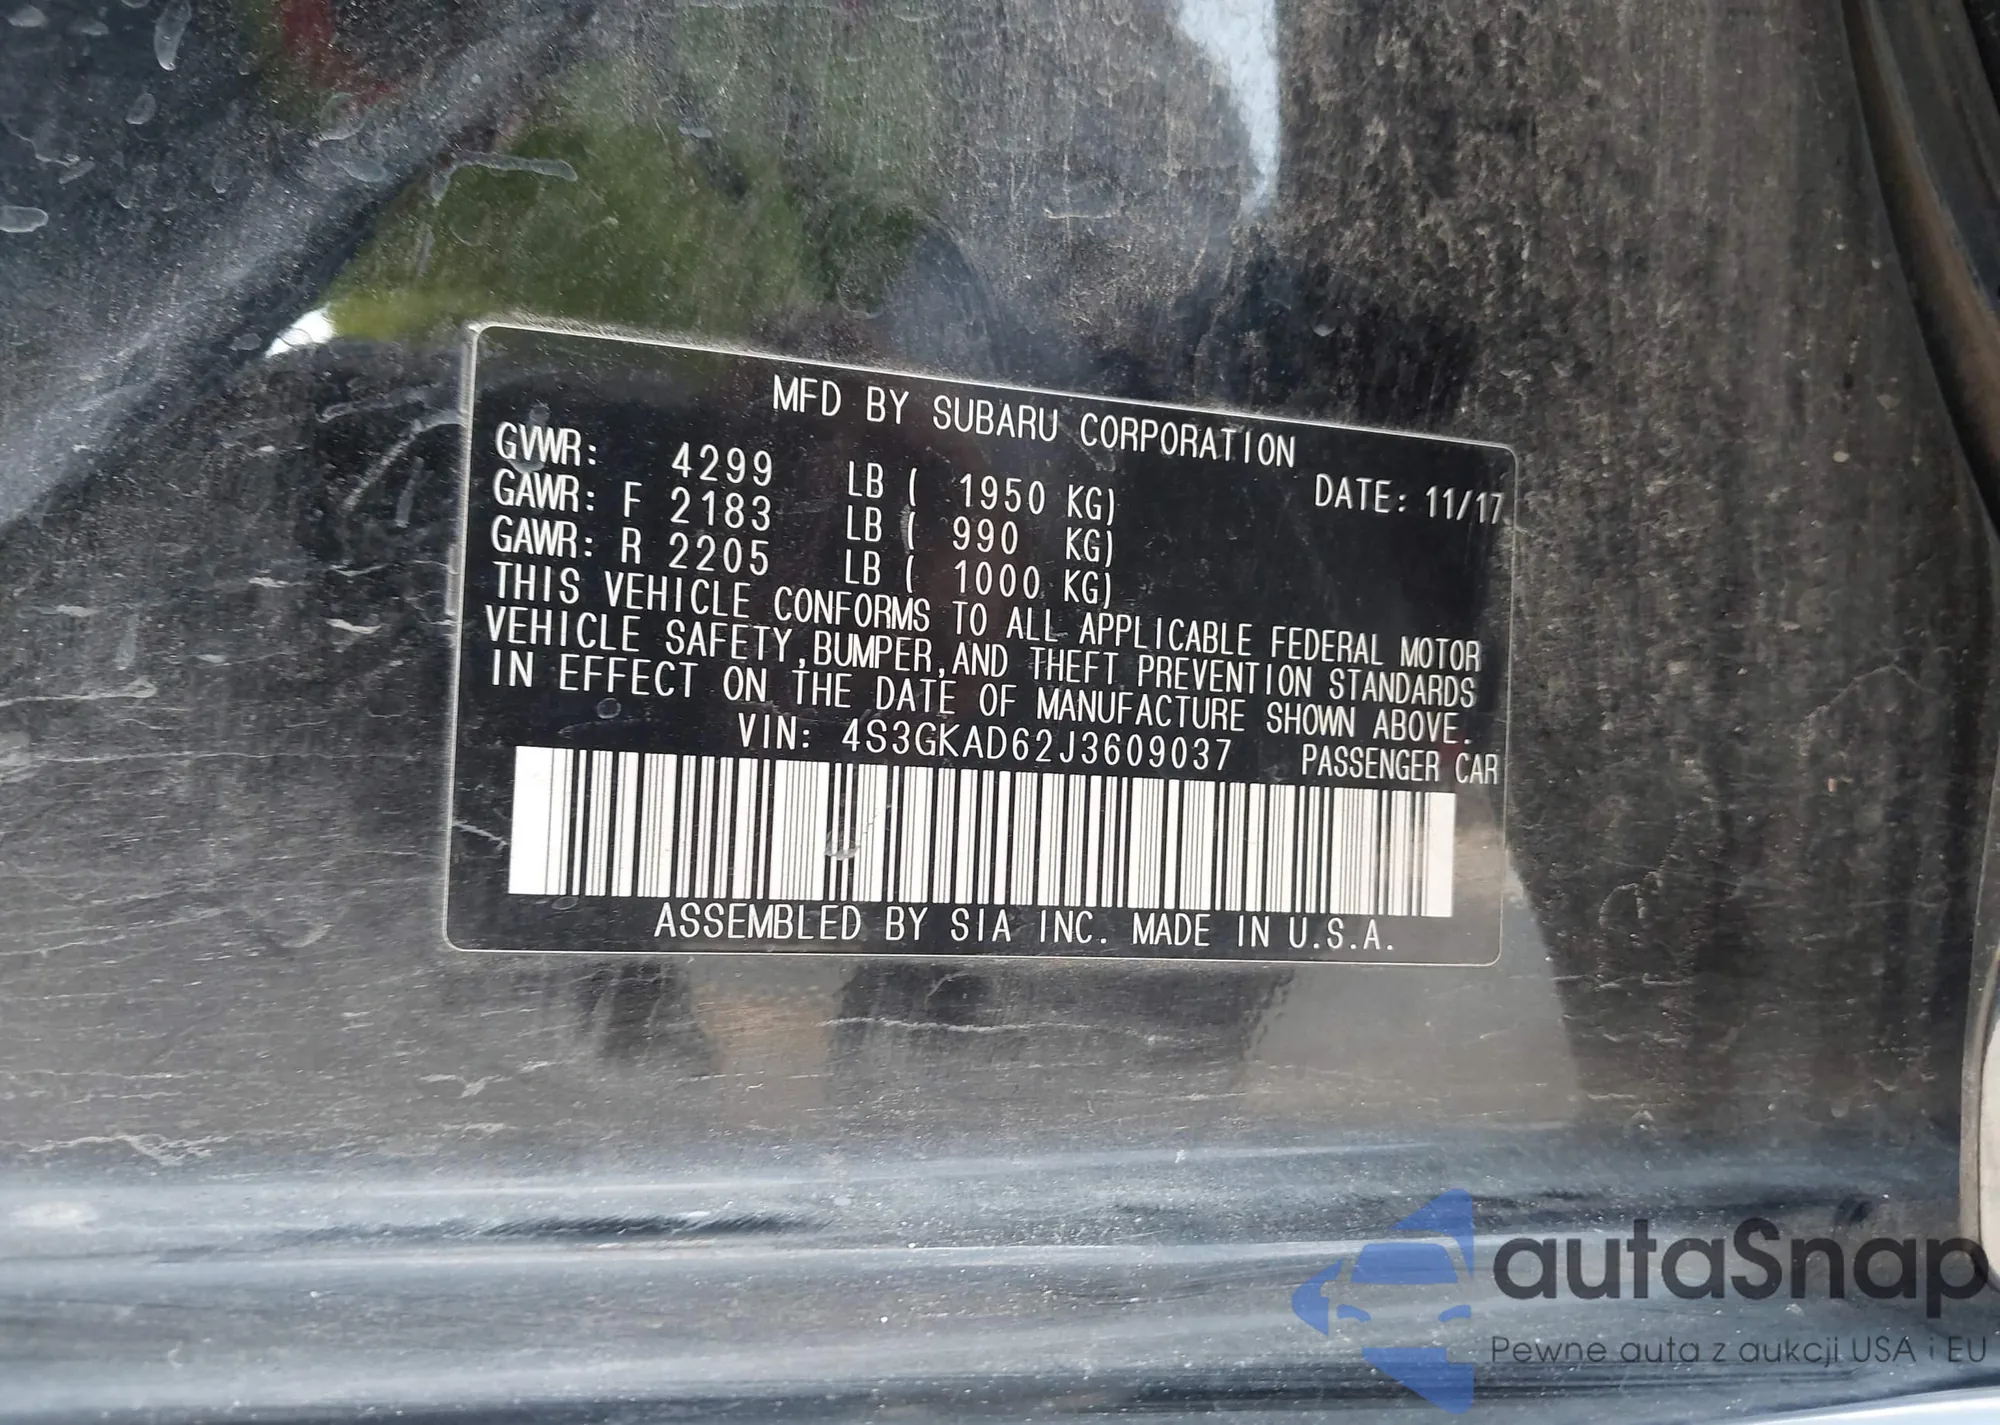 MFD BY SUBARU CORPORATION
GVWR: 4299 LB ( 1950 KG) DATE: 11/17
GAWR: F 2183 LB ( 990 KG)
GAWR: R 2205 LB ( 1000 KG)
THIS VEHICLE CONFORMS TO ALL APPLICABLE FEDERAL MOTOR
VEHICLE SAFETY,BUMPER,AND THEFT PREVENTION STANDARDS
IN EFFECT ON THE DATE OF MANUFACTURE SHOWN ABOVE.
VIN: 4S3GKAD62J3609037 PASSENGER CAR
ASSEMBLED BY SIA INC. MADE IN U.S.A.
autaSnap
Pewne auta z aukcji USA i EU